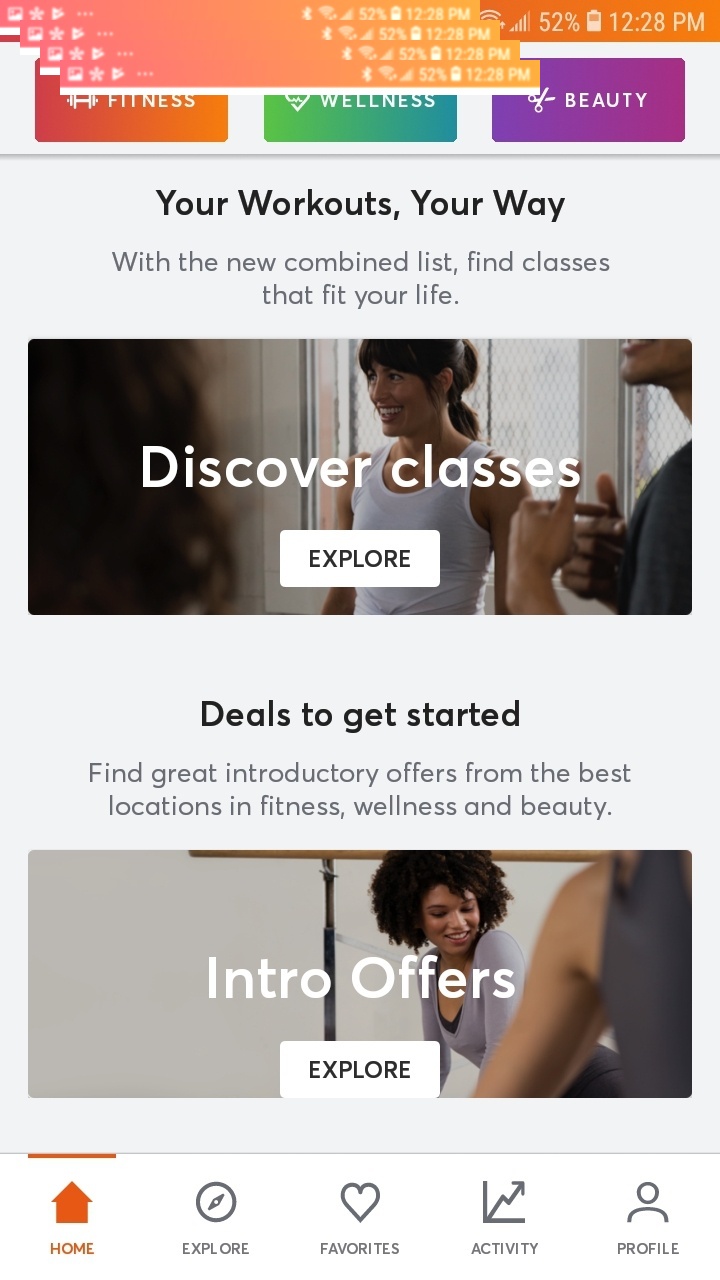 52% 12:28 PM
52% 12:28 PM
52% 12:28 PM
52% 12:28 PM
52% 12:28 PM
FITNESS
WELLNESS
BEAUTY
Your Workouts, Your Way
With the new combined list, find classes
that fit your life.
Discover classes
EXPLORE
Deals to get started
Find great introductory offers from the best
locations in fitness, wellness and beauty.
Intro Offers
EXPLORE
HOME
EXPLORE
FAVORITES
ACTIVITY
PROFILE